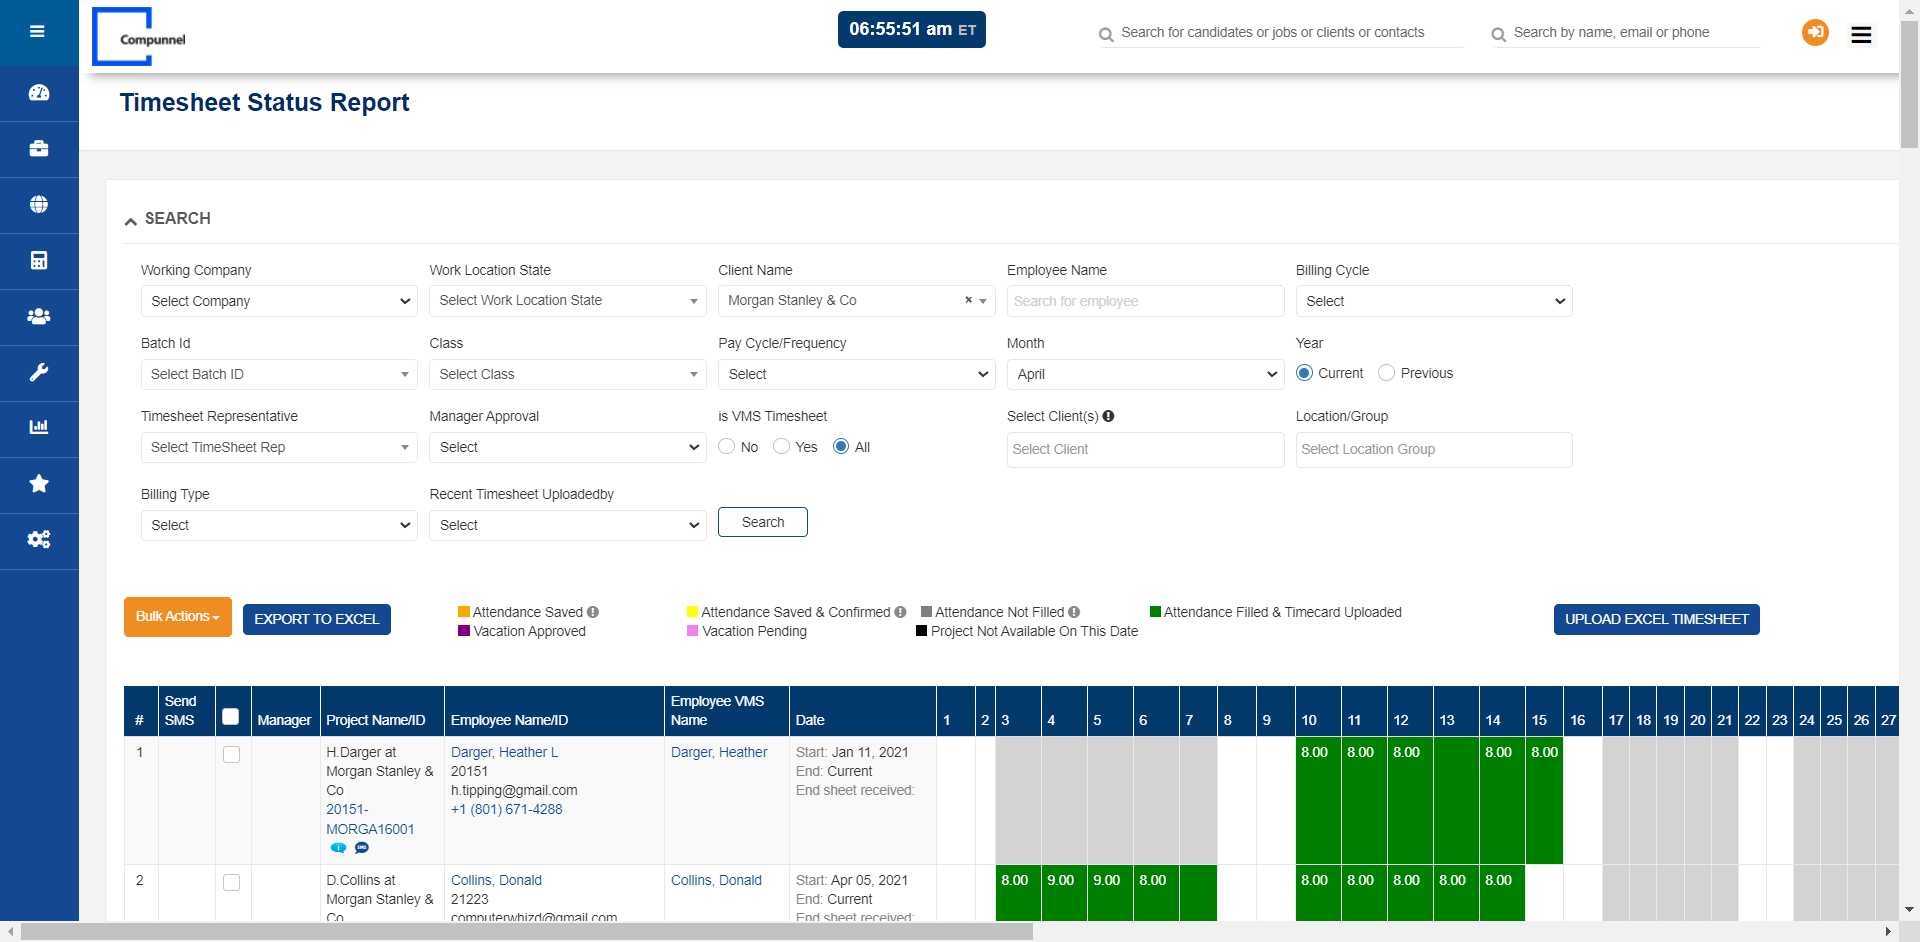 Compunnel
06:55:51 am ET
Search for candidates or jobs or clients or contacts
Search by name, email or phone
Timesheet Status Report
SEARCH
Working Company
Work Location State
Client Name
Employee Name
Billing Cycle
Select Company
Select Work Location State
Morgan Stanley & Co
×
Search for employee
Select
Batch Id
Class
Pay Cycle/Frequency
Month
Year
Select Batch ID
Select Class
Select
April
Current
Previous
Timesheet Representative
Manager Approval
is VMS Timesheet
Select Client(s)
Location/Group
Select TimeSheet Rep
Select
No
Yes
All
Select Client
Select Location Group
Billing Type
Recent Timesheet Uploadedby
Select
Select
Search
Bulk Actions
EXPORT TO EXCEL
Attendance Saved
Attendance Saved & Confirmed
Attendance Not Filled
Attendance Filled & Timecard Uploaded
Vacation Approved
Vacation Pending
Project Not Available On This Date
UPLOAD EXCEL TIMESHEET
# Send SMS Manager Project Name/ID Employee Name/ID Employee VMS Name Date 1 2 3 4 5 6 7 8 9 10 11 12 13 14 15 16 17 18 19 20 21 22 23 24 25 26 27
1 H.Darger at Darger, Heather L Darger, Heather Start: Jan 11, 2021 8.00 8.00 8.00 8.00 8.00
Morgan Stanley & 20151 End: Current
Co h.tipping@gmail.com End sheet received:
20151- +1 (801) 671-4288
MORGA16001
2 D.Collins at Collins, Donald Collins, Donald Start: Apr 05, 2021 8.00 9.00 9.00 8.00 8.00 8.00 8.00 8.00 8.00
Morgan Stanley & 21223 End: Current
Co computerwhizd@gmail.com End sheet received: